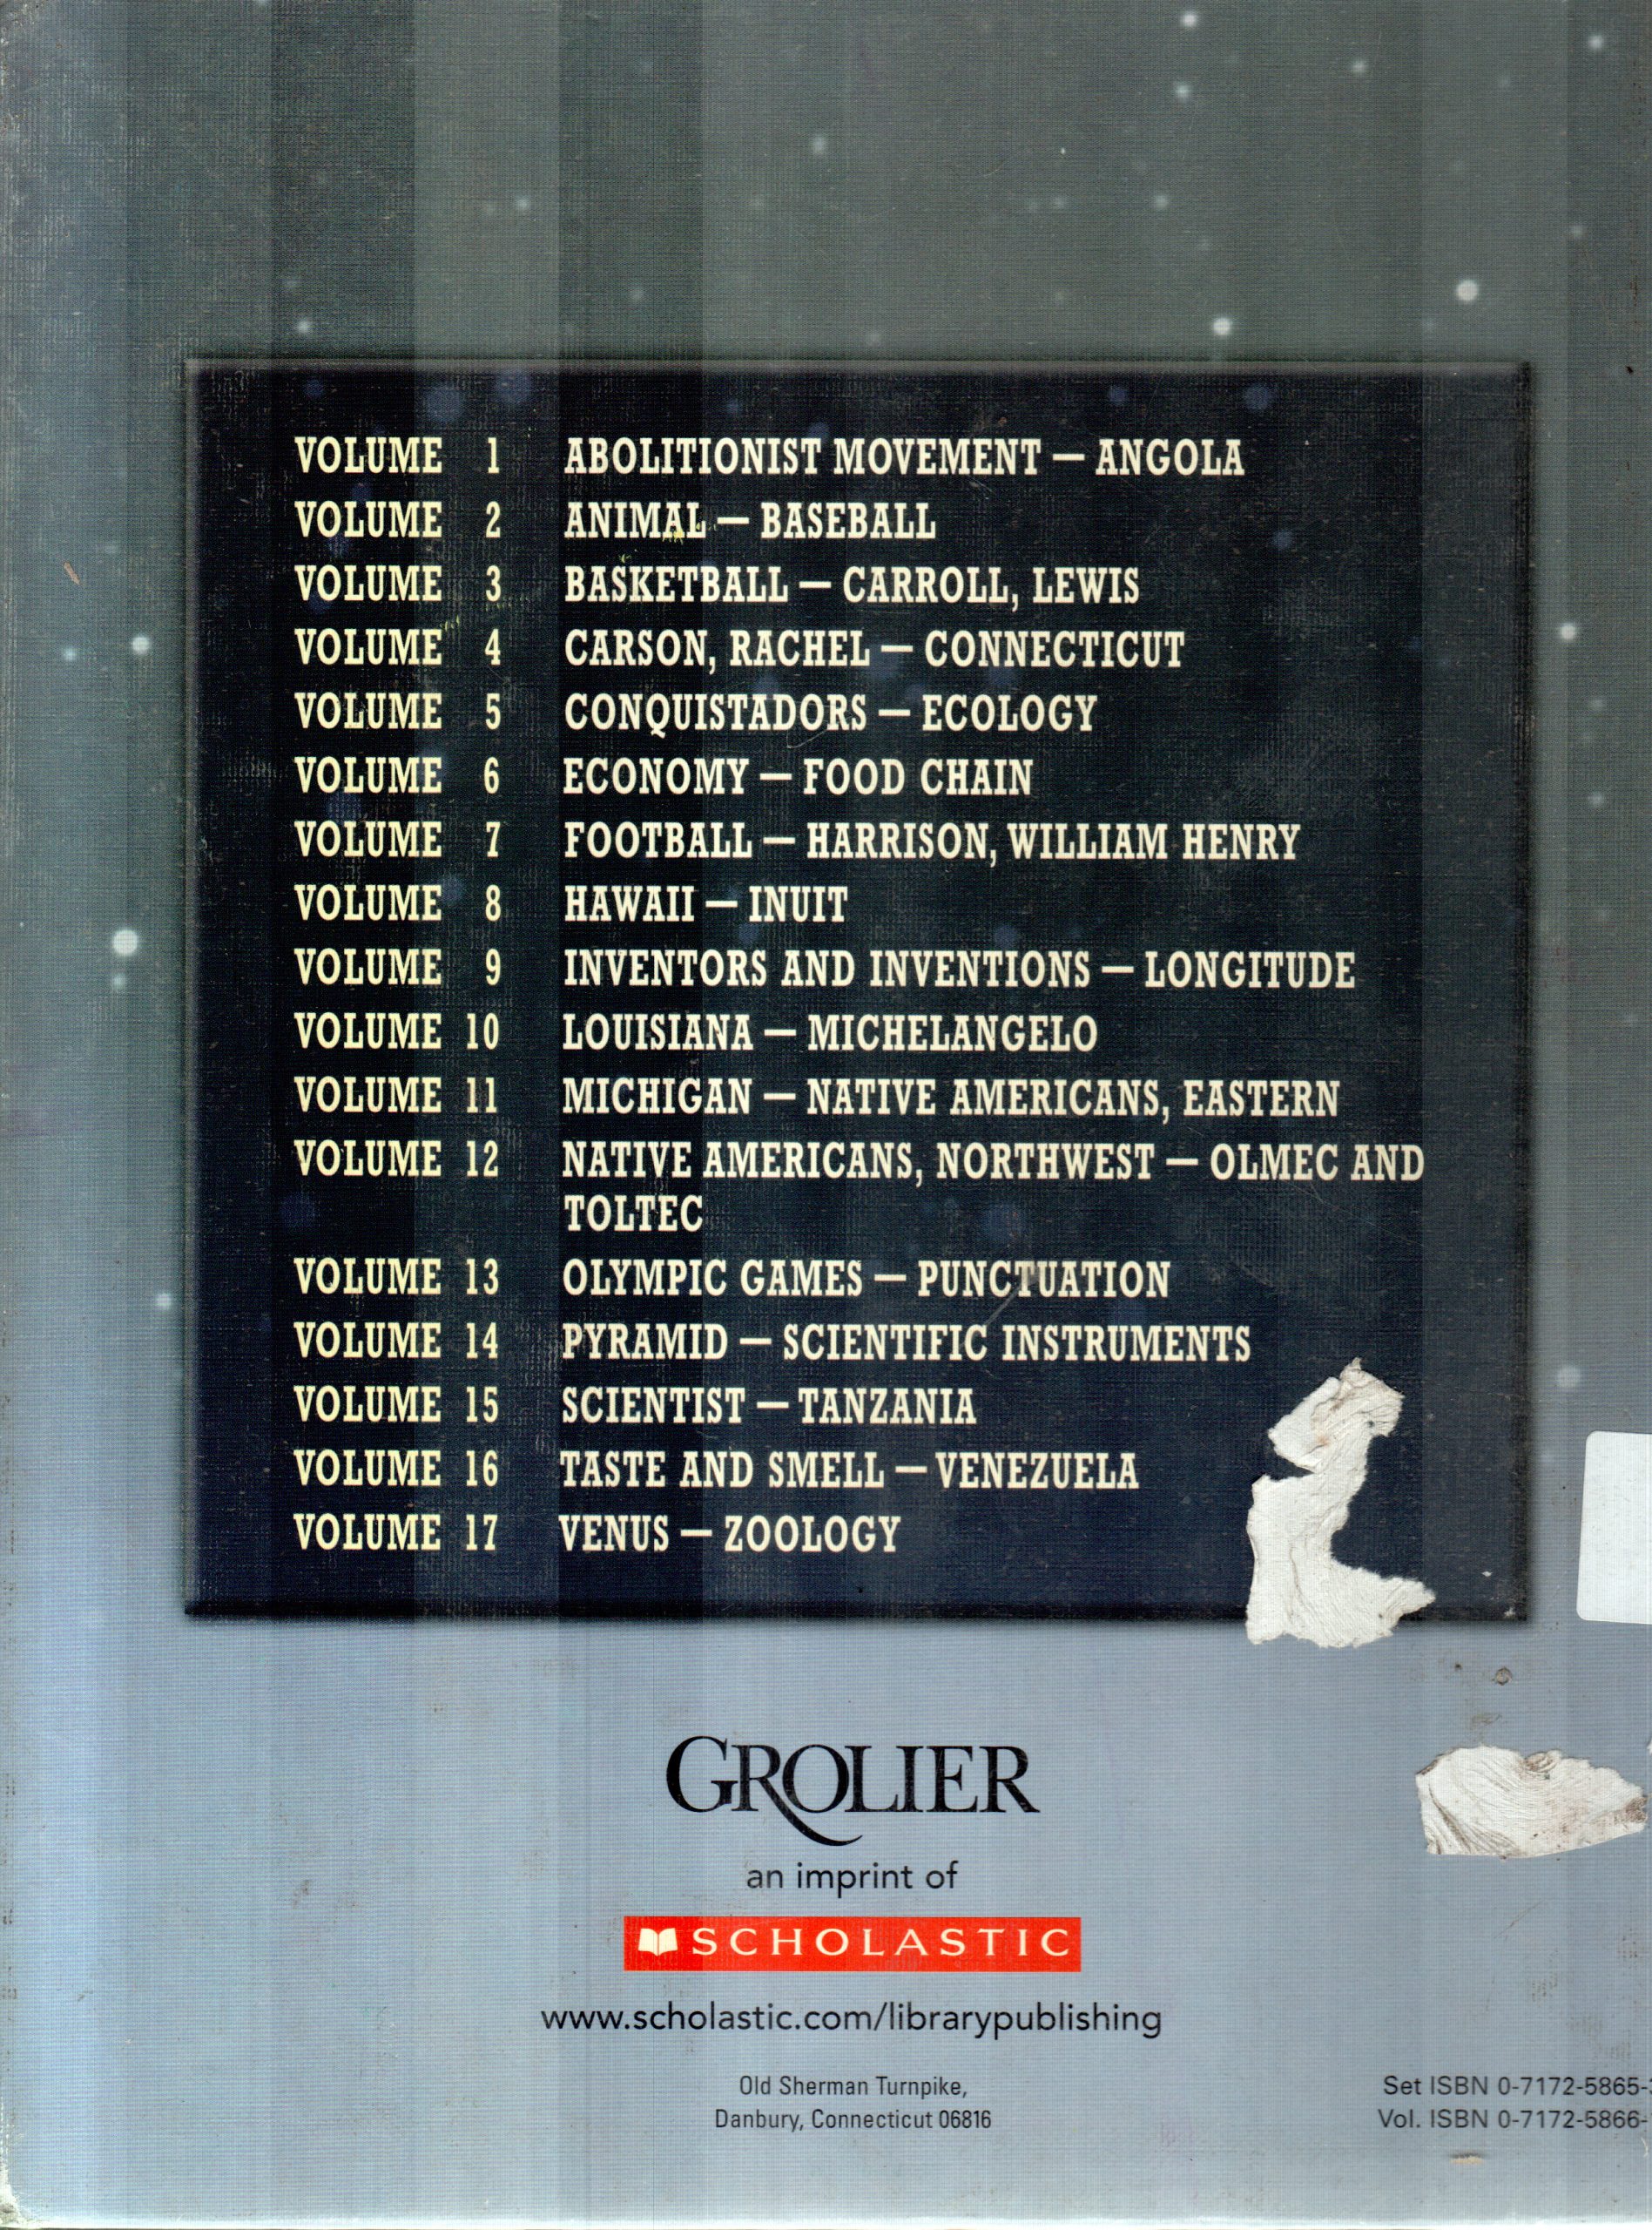 VOLUME 1 ABOLITIONIST MOVEMENT — ANGOLA
VOLUME 2 ANIMAL — BASEBALL
VOLUME 3 BASKETBALL — CARROLL, LEWIS
VOLUME 4 CARSON, RACHEL — CONNECTICUT
VOLUME 5 CONQUISTADORS — ECOLOGY
VOLUME 6 ECONOMY — FOOD CHAIN
VOLUME 7 FOOTBALL — HARRISON, WILLIAM HENRY
VOLUME 8 HAWAII — INUIT
VOLUME 9 INVENTORS AND INVENTIONS — LONGITUDE
VOLUME 10 LOUISIANA — MICHELANGELO
VOLUME 11 MICHIGAN — NATIVE AMERICANS, EASTERN
VOLUME 12 NATIVE AMERICANS, NORTHWEST — OLMEC AND
TOLTEC
VOLUME 13 OLYMPIC GAMES — PUNCTUATION
VOLUME 14 PYRAMID — SCIENTIFIC INSTRUMENTS
VOLUME 15 SCIENTIST — TANZANIA
VOLUME 16 TASTE AND SMELL — VENEZUELA
VOLUME 17 VENUS — ZOOLOGY
GROLIER
an imprint of
SCHOLASTIC
www.scholastic.com/librarypublishing
Old Sherman Turnpike,
Danbury, Connecticut 06816
Set ISBN 0-7172-5865-
Vol. ISBN 0-7172-5866-